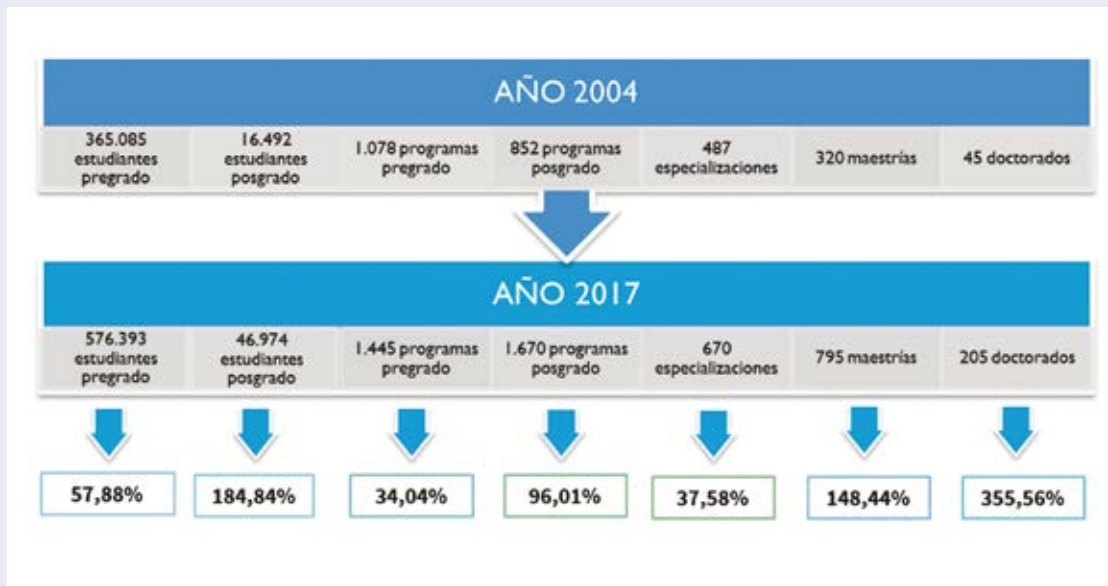 AÑO 2004
365.085
estudiantes
pregrado
16.492
estudiantes
posgrado
1.078 programas
pregrado
852 programas
posgrado
487
especializaciones
320 maestrías
45 doctorados
AÑO 2017
576.393
estudiantes
pregrado
46.974
estudiantes
posgrado
1.445 programas
pregrado
1.670 programas
posgrado
670
especializaciones
795 maestrías
205 doctorados
57,88%
184,84%
34,04%
96,01%
37,58%
148,44%
355,56%